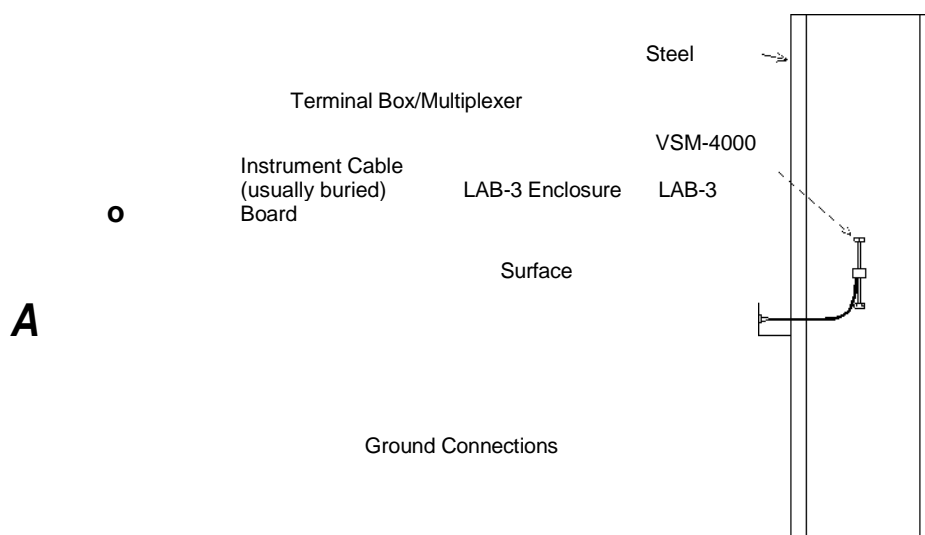 Steel
Terminal Box/Multiplexer
VSM-4000
Instrument Cable
(usually buried)
LAB-3 Enclosure
LAB-3
o
Board
Surface
A
Ground Connections